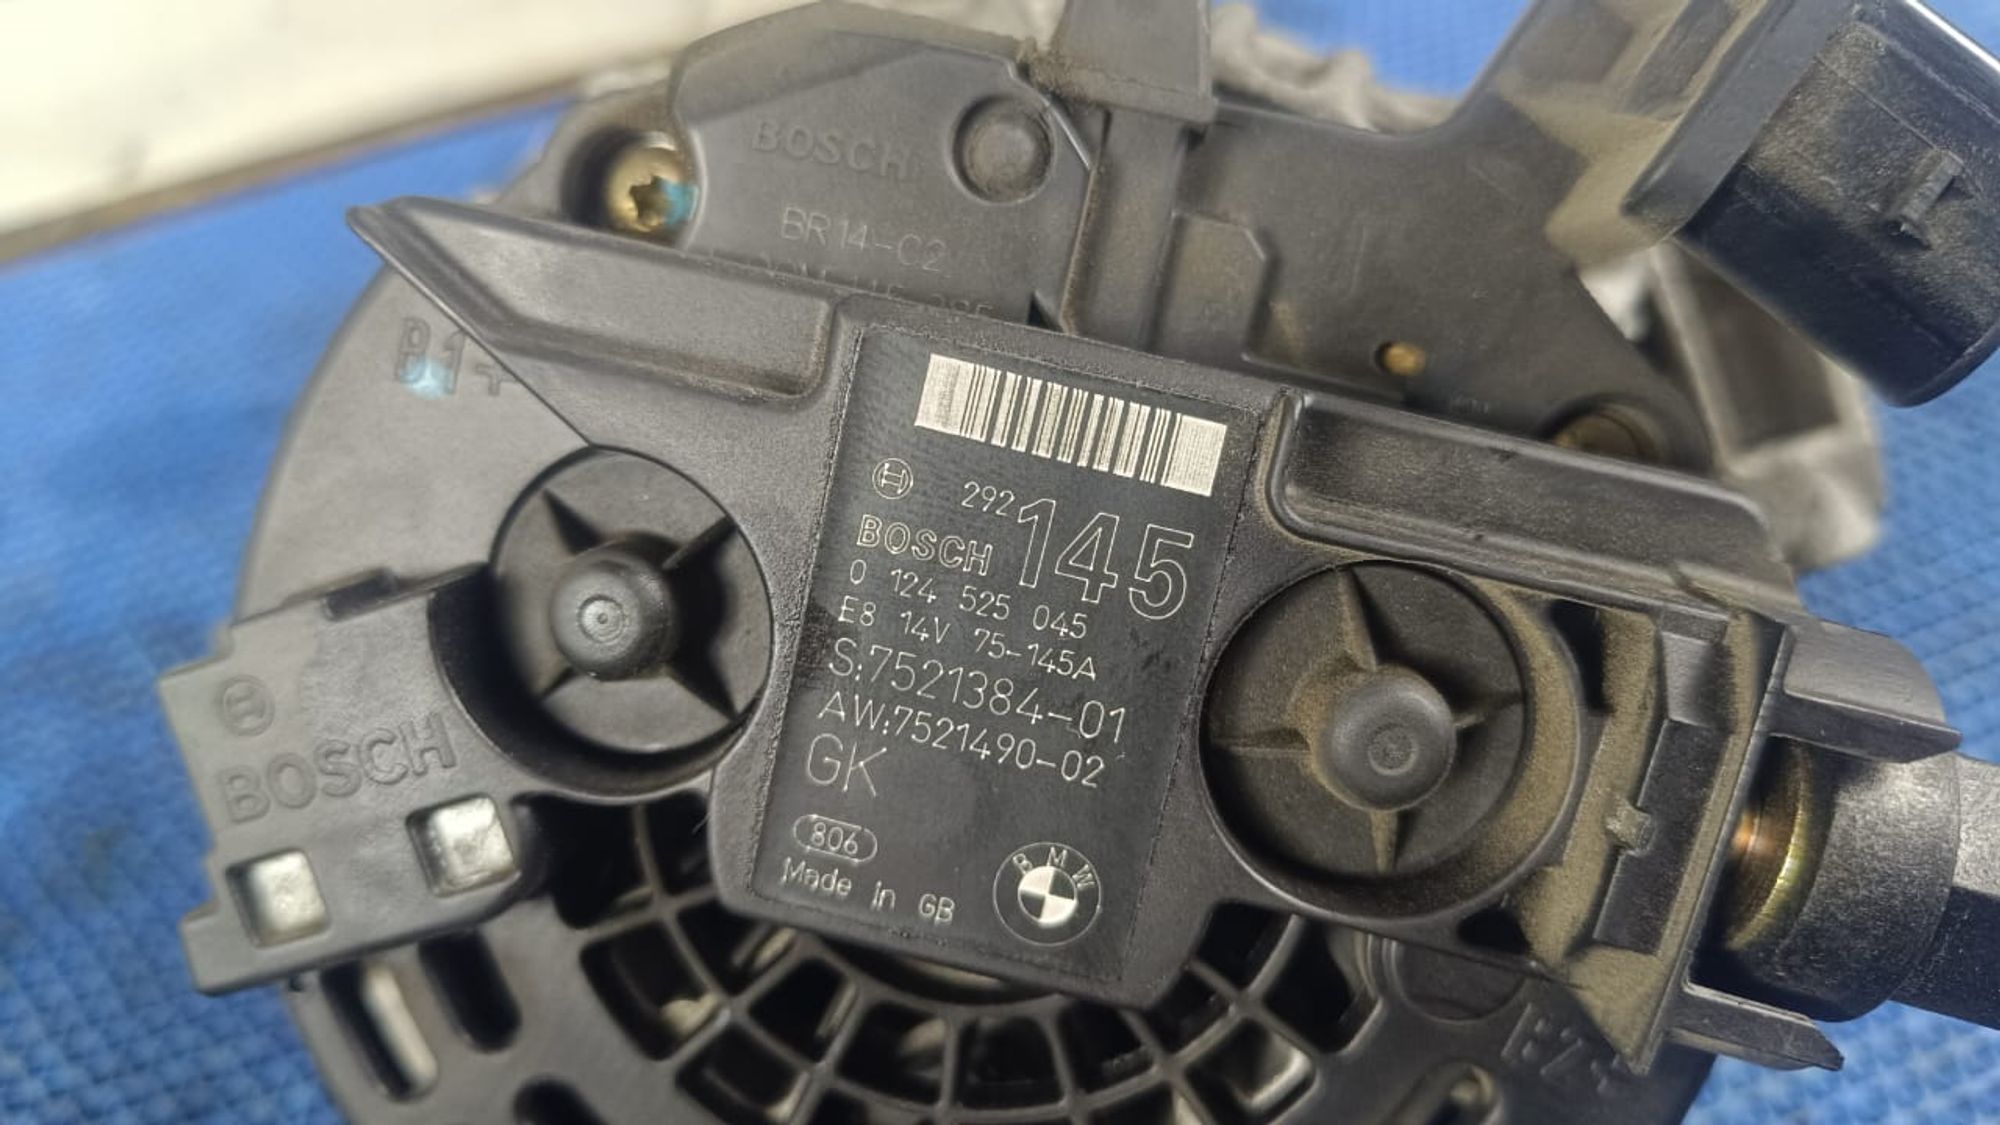 BOSCH
BR14-C2
B1+
292
145
BOSCH
0 124 525 045
E8 14V 75-145A
S:7521384-01
AW:7521490-02
GK
806
Made in GB
BMW
BOSCH